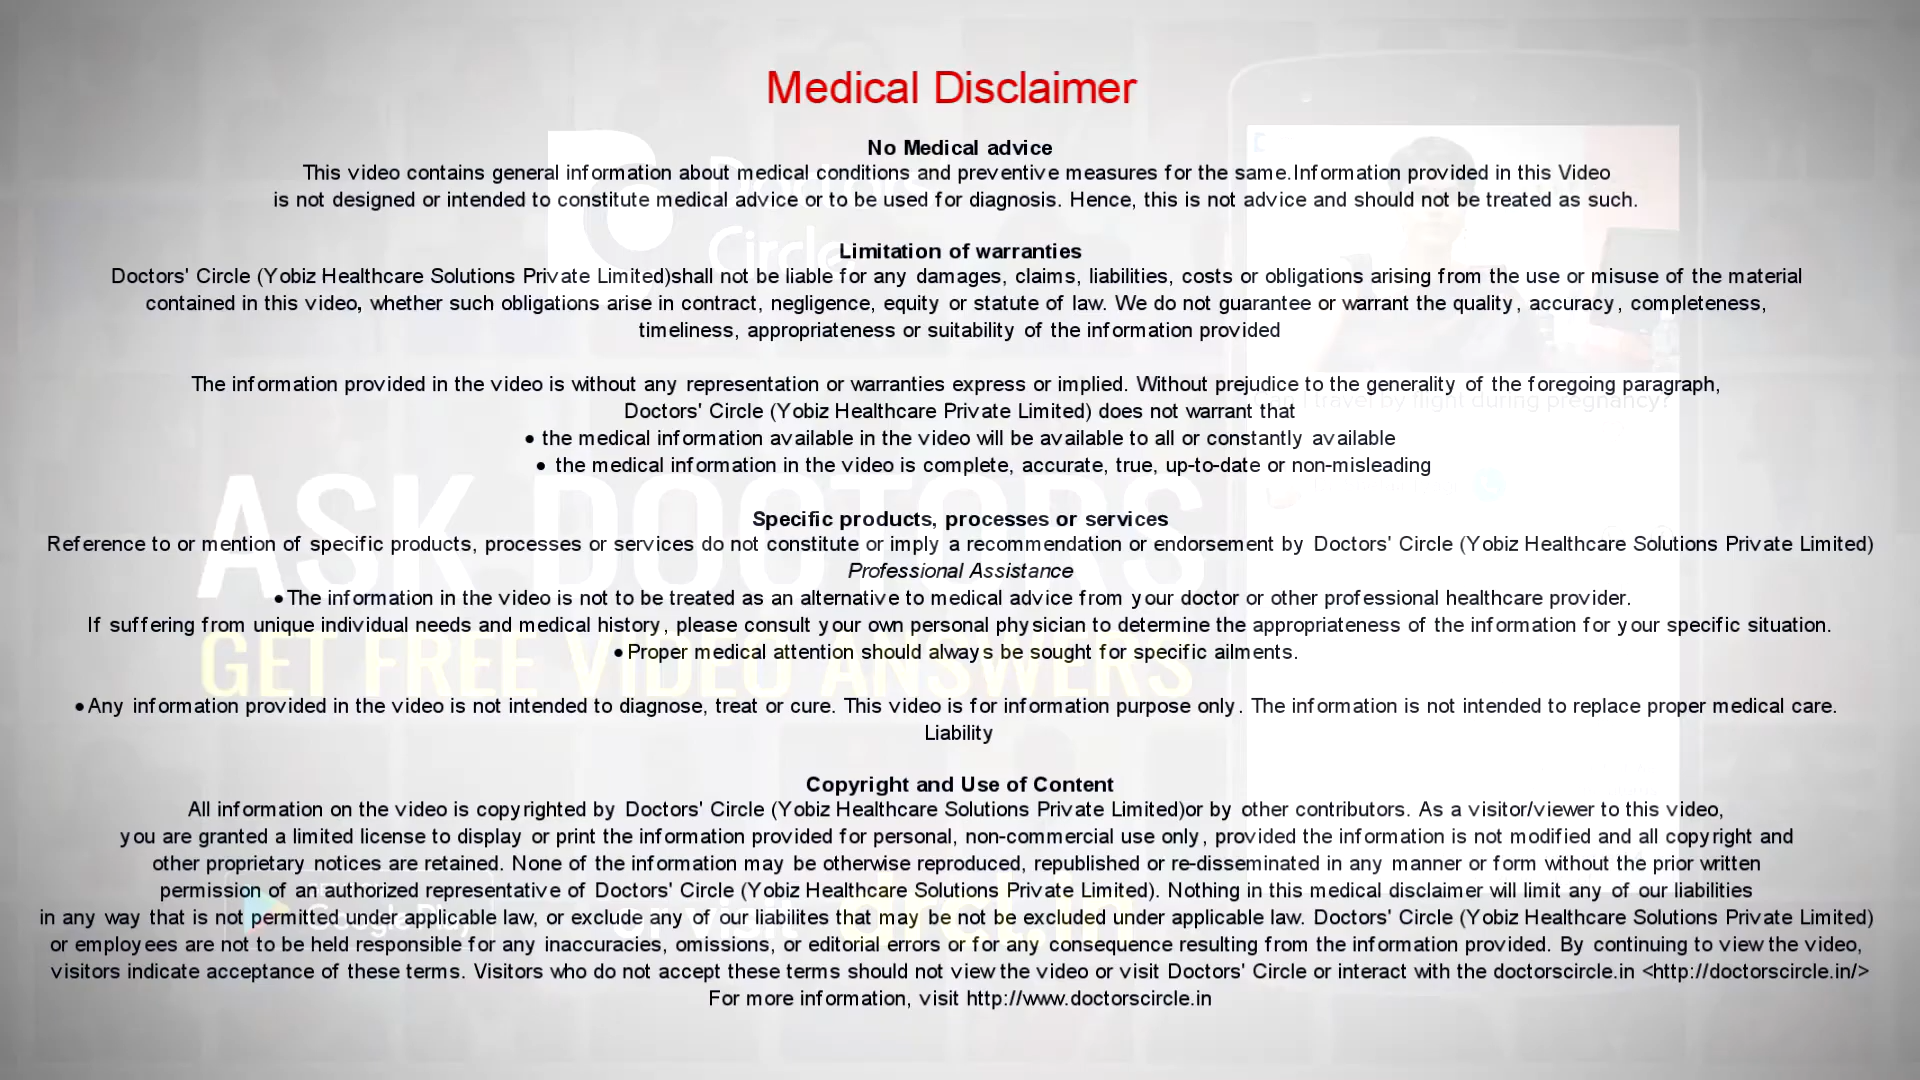 Medical Disclaimer
No Medical advice
This video contains general information about medical conditions and preventive measures for the same.Information provided in this Video
is not designed or intended to constitute medical advice or to be used for diagnosis. Hence, this is not advice and should not be treated as such.
Limitation of warranties
Doctors' Circle (Yobiz Healthcare Solutions Private Limited)shall not be liable for any damages, claims, liabilities, costs or obligations arising from the use or misuse of the material
contained in this video, whether such obligations arise in contract, negligence, equity or statute of law. We do not guarantee or warrant the quality, accuracy, completeness,
timeliness, appropriateness or suitability of the information provided
The information provided in the video is without any representation or warranties express or implied. Without prejudice to the generality of the foregoing paragraph,
Doctors' Circle (Yobiz Healthcare Private Limited) does not warrant that
• the medical information available in the video will be available to all or constantly available
• the medical information in the video is complete, accurate, true, up-to-date or non-misleading
Specific products, processes or services
Reference to or mention of specific products, processes or services do not constitute or imply a recommendation or endorsement by Doctors' Circle (Yobiz Healthcare Solutions Private Limited)
Professional Assistance
•The information in the video is not to be treated as an alternative to medical advice from your doctor or other professional healthcare provider.
If suffering from unique individual needs and medical history, please consult your own personal physician to determine the appropriateness of the information for your specific situation.
•Proper medical attention should always be sought for specific ailments.
•Any information provided in the video is not intended to diagnose, treat or cure. This video is for information purpose only. The information is not intended to replace proper medical care.
Liability
Copyright and Use of Content
All information on the video is copyrighted by Doctors' Circle (Yobiz Healthcare Solutions Private Limited)or by other contributors. As a visitor/viewer to this video,
you are granted a limited license to display or print the information provided for personal, non-commercial use only, provided the information is not modified and all copyright and
other proprietary notices are retained. None of the information may be otherwise reproduced, republished or re-disseminated in any manner or form without the prior written
permission of an authorized representative of Doctors' Circle (Yobiz Healthcare Solutions Private Limited). Nothing in this medical disclaimer will limit any of our liabilities
in any way that is not permitted under applicable law, or exclude any of our liabilites that may be not be excluded under applicable law. Doctors' Circle (Yobiz Healthcare Solutions Private Limited)
or employees are not to be held responsible for any inaccuracies, omissions, or editorial errors or for any consequence resulting from the information provided. By continuing to view the video,
visitors indicate acceptance of these terms. Visitors who do not accept these terms should not view the video or visit Doctors' Circle or interact with the doctorscircle.in <http://doctorscircle.in/>
For more information, visit http://www.doctorscircle.in
Doctors'
Circle
ASK DOCTORS
GET FREE VIDEO ANSWERS
Google Play
or visit drcl.in
Can I travel by flight during pregnancy?